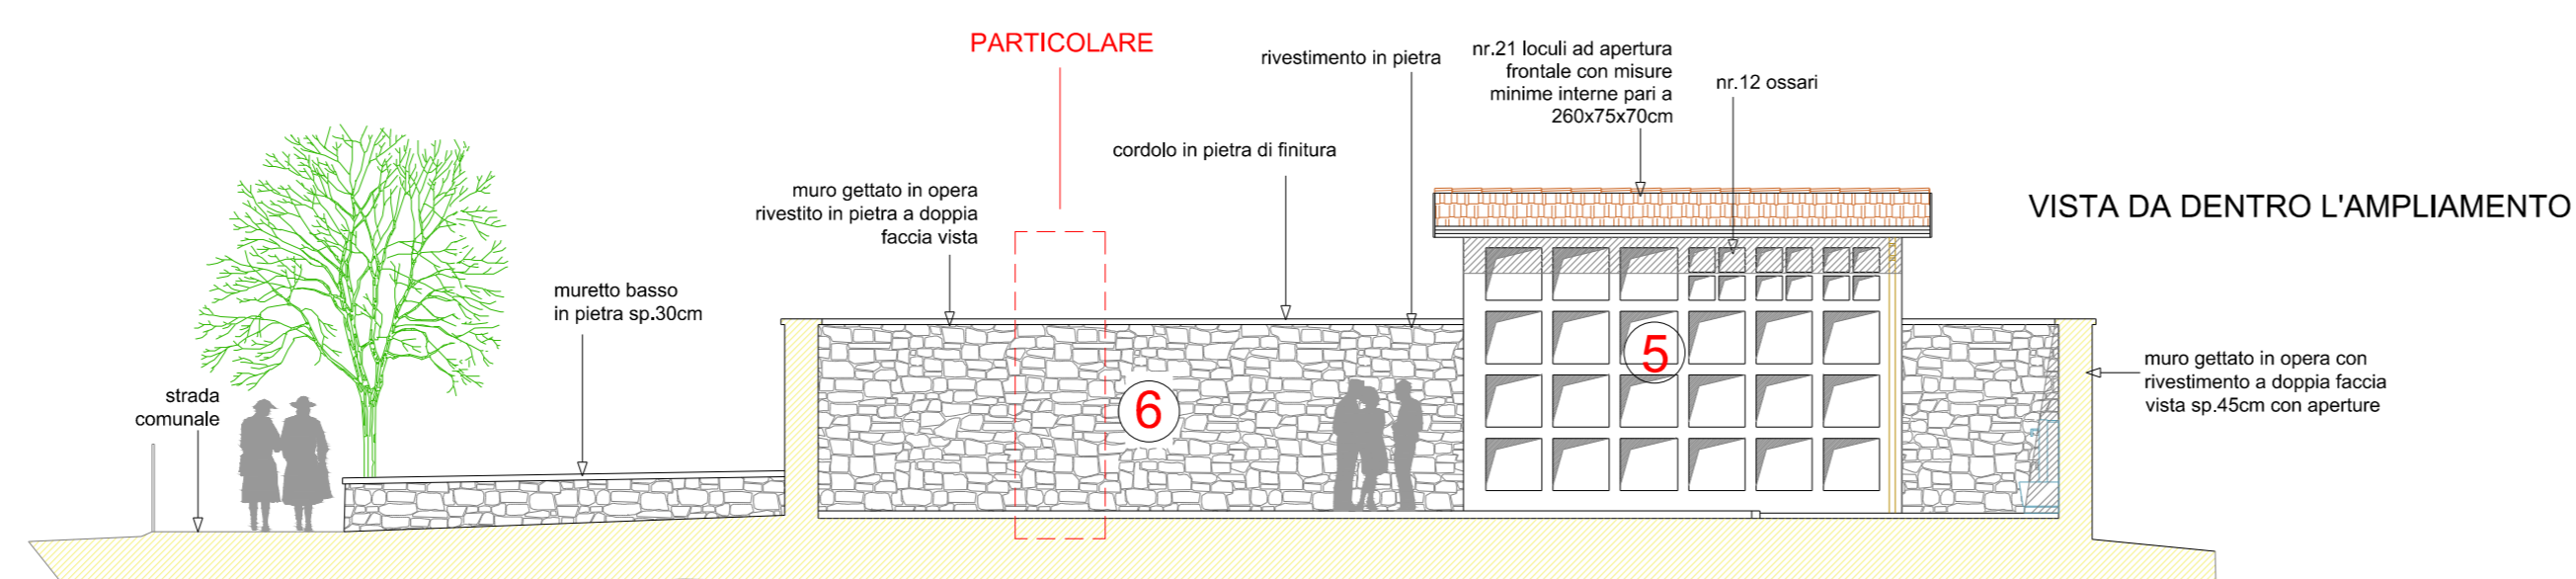 PARTICOLARE
rivestimento in pietra
nr.21 loculi ad apertura
frontale con misure
minime interne pari a
260x75x70cm
nr.12 ossari
cordolo in pietra di finitura
muro gettato in opera
rivestito in pietra a doppia
faccia vista
VISTA DA DENTRO L'AMPLIAMENTO
muretto basso
in pietra sp.30cm
strada
comunale
5
6
muro gettato in opera con
rivestimento a doppia faccia
vista sp.45cm con aperture